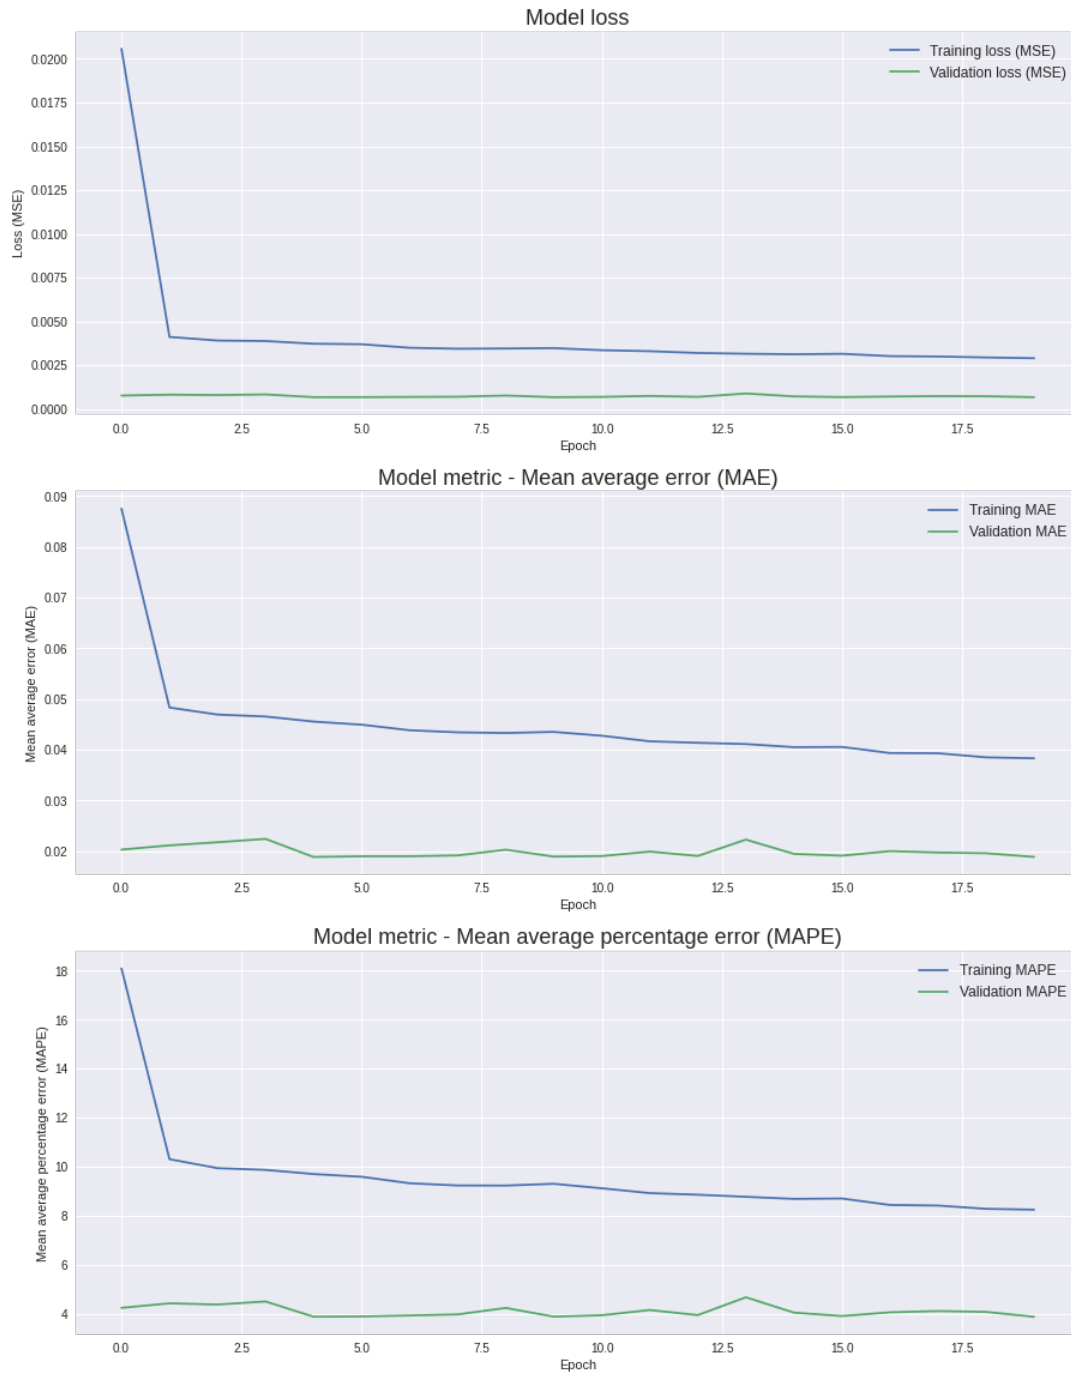 Model loss
Training loss (MSE)
Validation loss (MSE)
0.0200
0.0175
0.0150
0.0125
0.0100
0.0075
0.0050
0.0025
0.0000
Loss (MSE)
0.0 2.5 5.0 7.5 10.0 12.5 15.0 17.5
Epoch
Model metric - Mean average error (MAE)
Training MAE
Validation MAE
0.09
0.08
0.07
0.06
0.05
0.04
0.03
0.02
Mean average error (MAE)
0.0 2.5 5.0 7.5 10.0 12.5 15.0 17.5
Epoch
Model metric - Mean average percentage error (MAPE)
Training MAPE
Validation MAPE
18
16
14
12
10
8
6
4
Mean average percentage error (MAPE)
0.0 2.5 5.0 7.5 10.0 12.5 15.0 17.5
Epoch